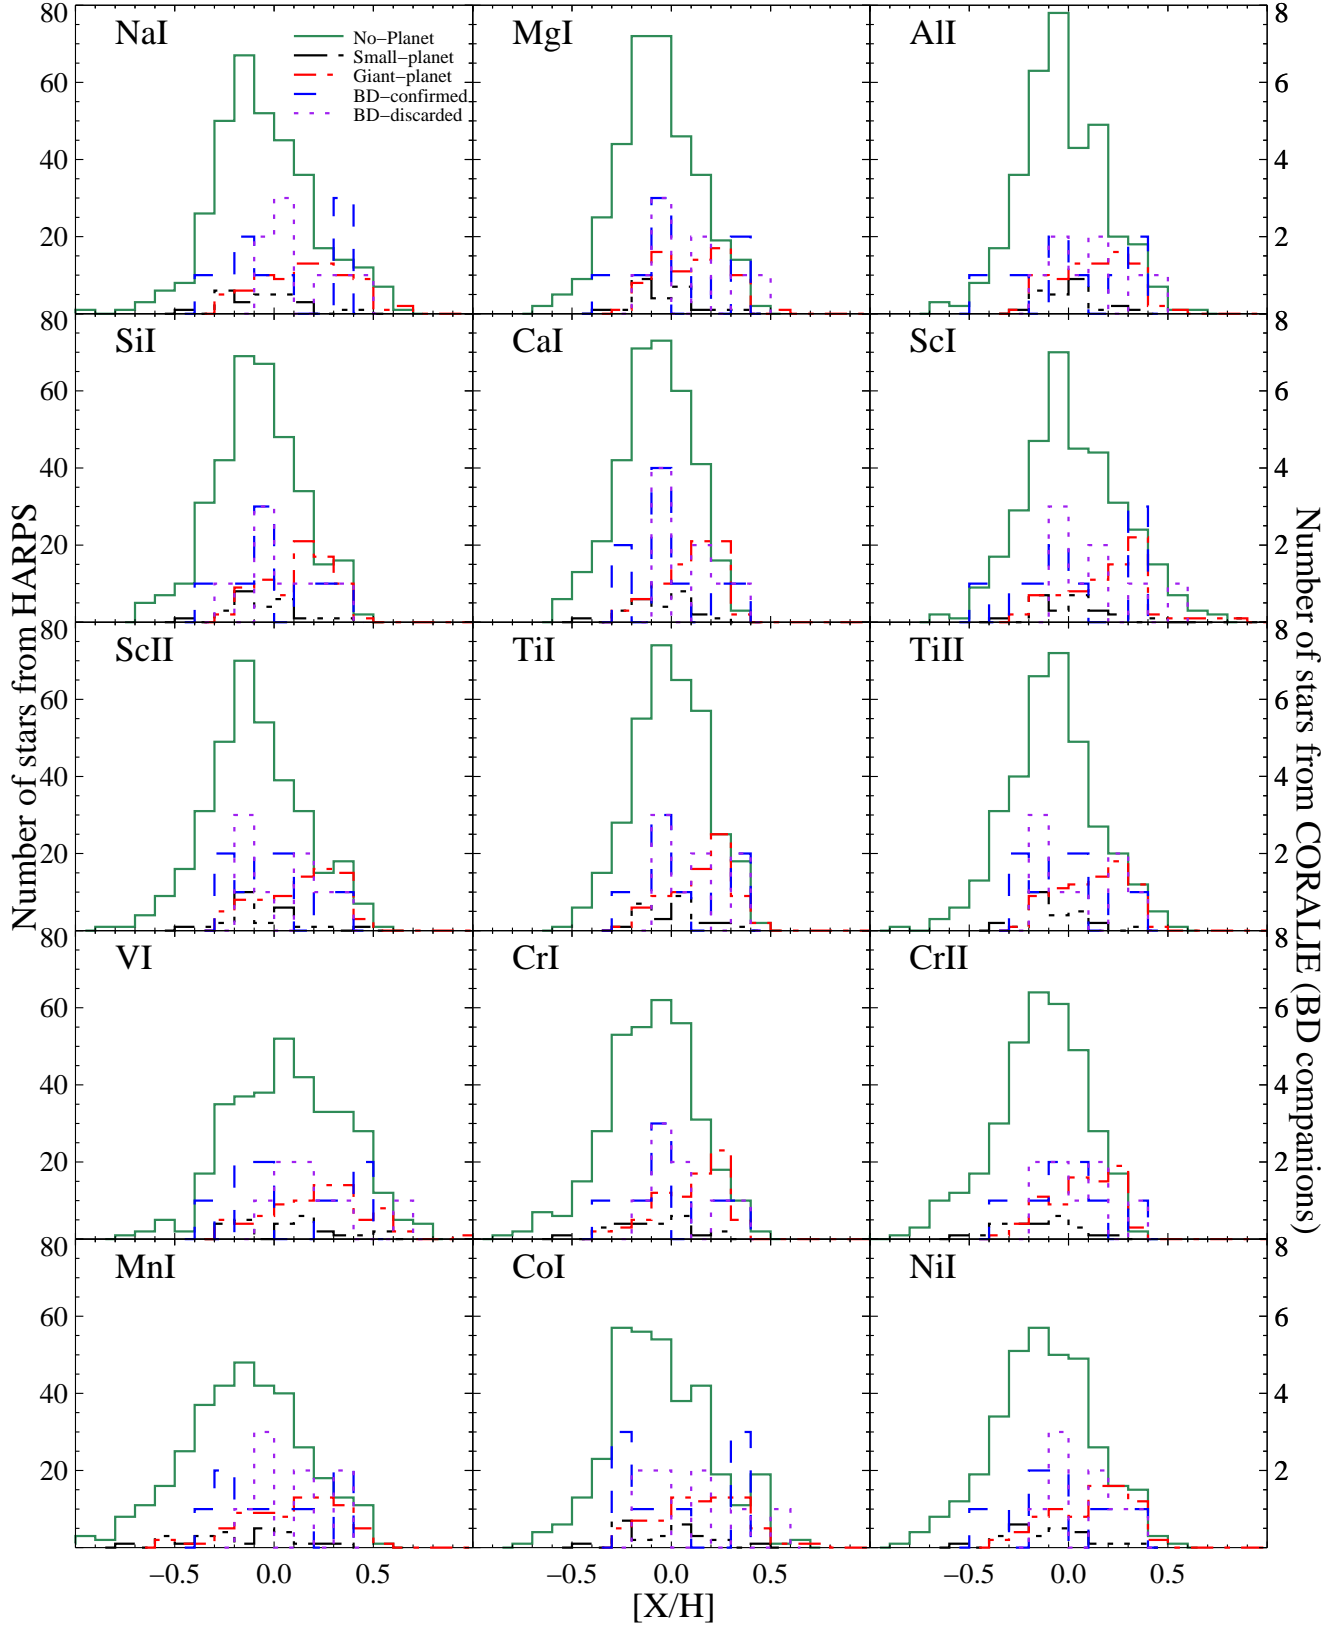 80
NaI
No-Planet
Small-planet
Giant-planet
BD-confirmed
BD-discarded
MgI
AlI
8
60
6
40
4
20
2
80
SiI
CaI
ScI
8
60
6
40
4
20
2
80
ScII
TiI
TiII
8
60
6
40
4
20
2
80
VI
CrI
CrII
8
60
6
40
4
20
2
80
MnI
CoI
NiI
8
60
6
40
4
20
2
−0.5 0.0 0.5 −0.5 0.0 0.5 −0.5 0.0 0.5
[X/H]
Number of stars from HARPS
Number of stars from CORALIE (BD companions)